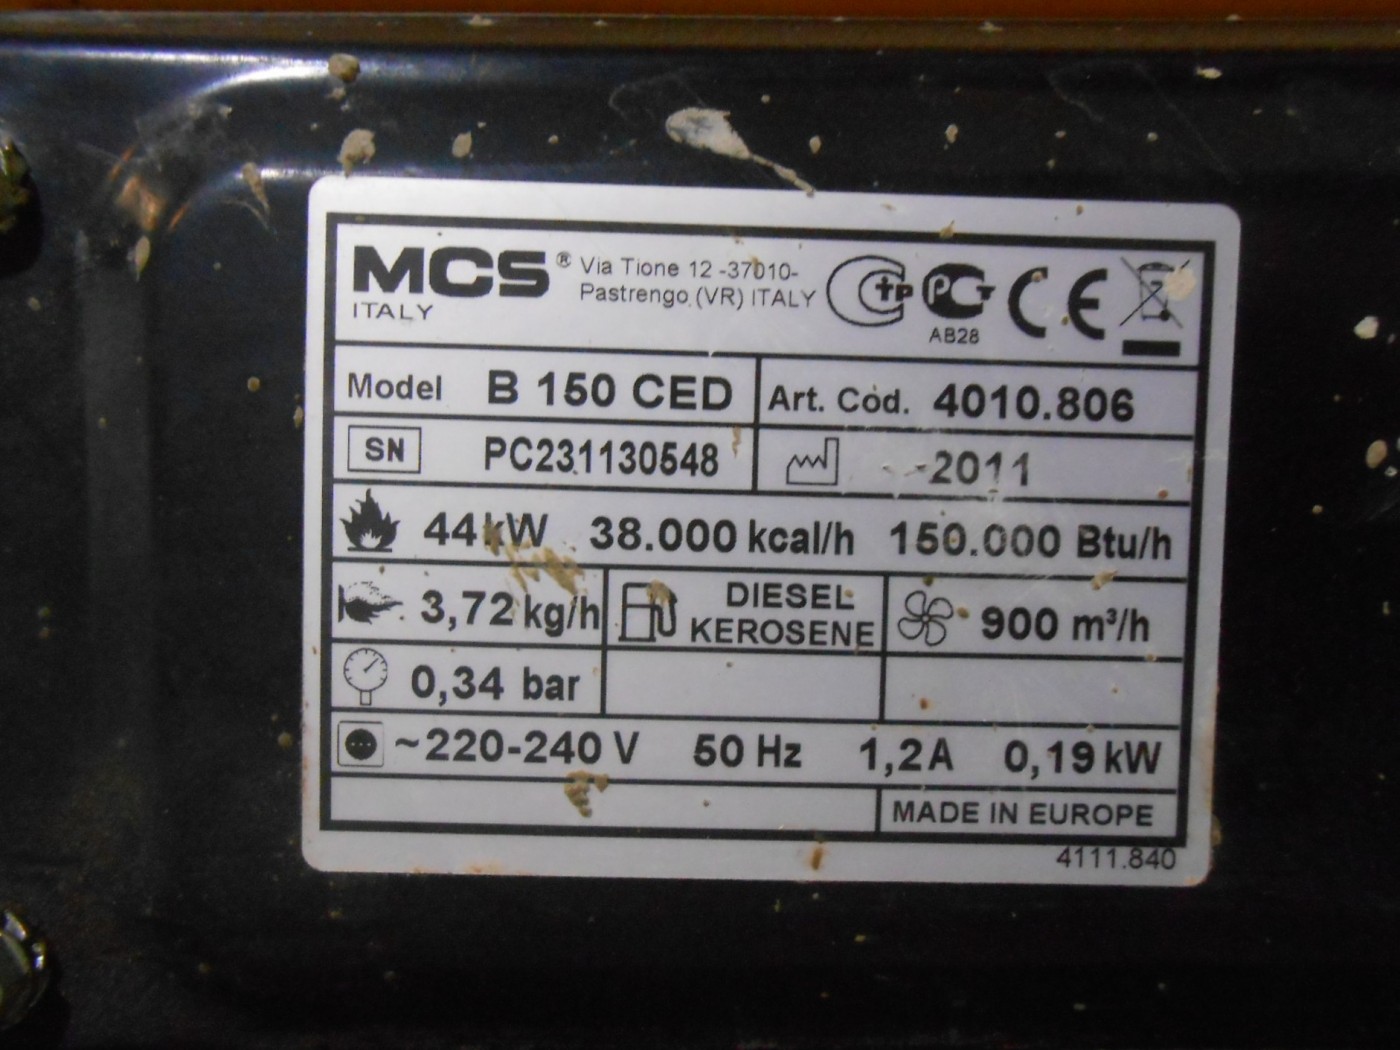 MCS® Via Tione 12 -37010-
ITALY Pastrengo (VR) ITALY
AB28
Model B 150 CED Art. Cod. 4010.806
SN PC231130548 2011
44kW 38.000 kcal/h 150.000 Btu/h
3,72 kg/h DIESEL KEROSENE 900 m³/h
0,34 bar
~220-240 V 50 Hz 1,2A 0,19 kW
MADE IN EUROPE
4111.840